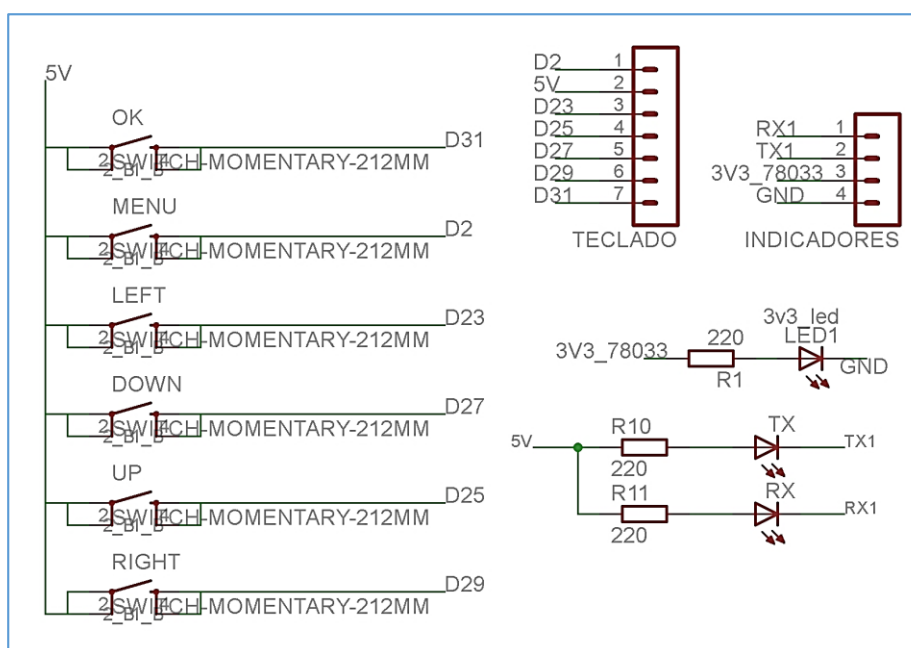 5V
OK
D31
2SWITCH-MOMENTARY-212MM
MENU
D2
2SWITCH-MOMENTARY-212MM
LEFT
D23
2SWITCH-MOMENTARY-212MM
DOWN
D27
2SWITCH-MOMENTARY-212MM
UP
D25
2SWITCH-MOMENTARY-212MM
RIGHT
D29
2SWITCH-MOMENTARY-212MM
D2 1
5V 2
D23 3
D25 4
D27 5
D29 6
D31 7
TECLADO
RX1 1
TX1 2
3V3_78033 3
GND 4
INDICADORES
3v3_led
220 LED1
3V3_78033
GND
R1
R10 TX
5V TX1
220
R11 RX
RX1
220